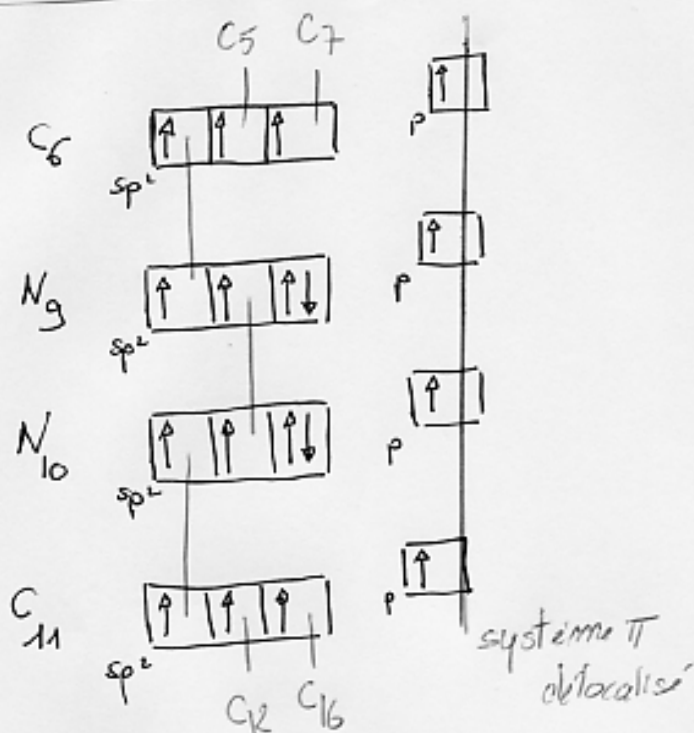 C5 C7
C6
sp² p
N9
sp² p
N10
sp² p
C11
sp² p
C12 C16
système π
délocalisé